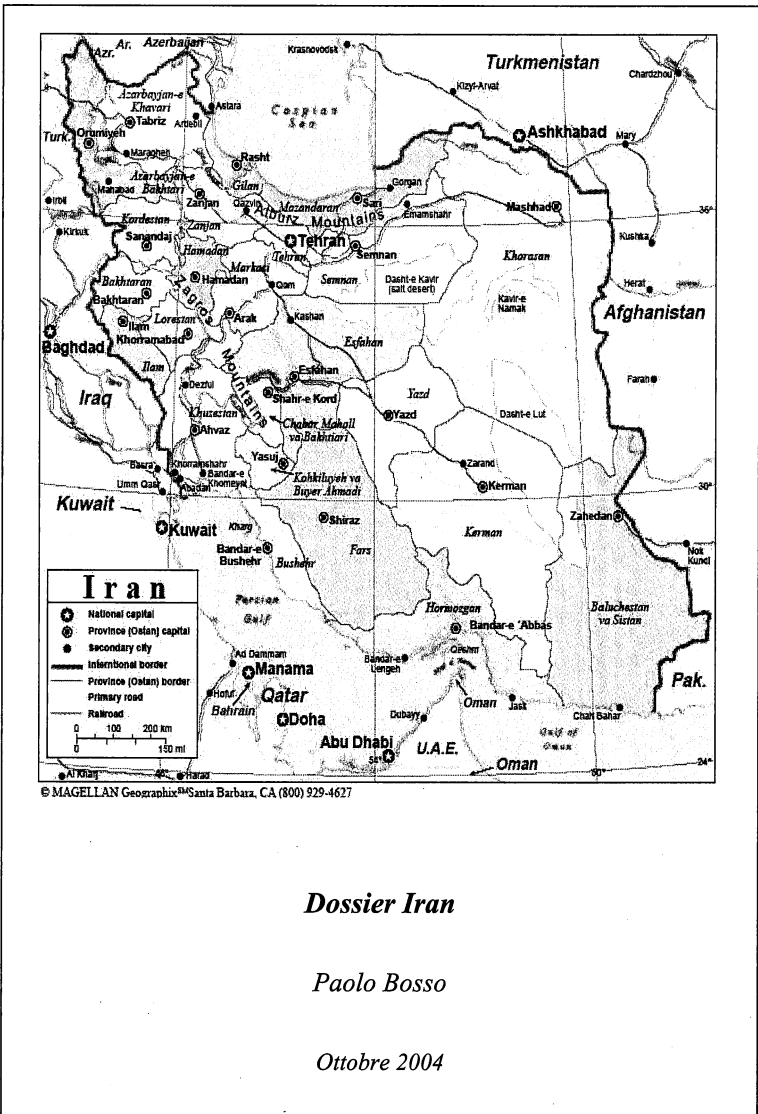 Krasnovodsk
Turkmenistan
Chardzhou
Ar.
Azerbaijan
Azr.
Kizyl-Arvat
Azarbayjan-e
Khavari
Astara
Caspian
Sea
Ashkhabad
Mary
Tabriz
Ardebil
Turk.
Orumiyeh
Maragheh
Rasht
Azarbayjan-e
Bakhtari
Gilan
Mahabad
Gorgan
Zanjan
Mazandaran
Sari
Irbil
Qazvin
Alburz Mountains
Emamshahr
Mashhad
Kordestan
Zanjan
35°
Kirkuk
Sanandaj
Tehran
Kushka
Hamadan
Tehran
Semnan
Khorasan
Markazi
Bakhtaran
Hamadan
Semnan
Dasht-e Kavir
(salt desert)
Qom
Herat
Bakhtaran
Zagros
Kavir-e
Namak
Afghanistan
Ilam
Lorestan
Arak
Kashan
Baghdad
Khorramabad
Esfahan
Ilam
Mountains
Esfahan
Farah
Iraq
Dezful
Shahr-e Kord
Yazd
Khuzestan
Yazd
Dasht-e Lut
Ahvaz
Chahar Mahall
va Bakhtiari
Basra
Khorramshahr
Yasuj
Zarand
Umm Qasr
Abadan
Bandar-e
Khomeyni
Kohkiluyeh va
Buyer Ahmadi
Kerman
30°
Kuwait
Kuwait
Kharg
Shiraz
Zahedan
Bandar-e
Bushehr
Bushehr
Fars
Kerman
Nok
Kundi
Iran
National capital
Province (Ostan) capital
Secondary city
International border
Province (Ostan) border
Primary road
Railroad
0 100 200 km
0 150 mi
Persian
Gulf
Hormozgan
Bandar-e 'Abbas
Baluchestan
va Sistan
Ad Dammam
Manama
Bandar-e
Lengeh
Qeshm
Pak.
Hofuf
Bahrain
Qatar
Doha
Oman
Jask
Chah Bahar
Dubayy
Abu Dhabi
U.A.E.
Gulf of
Oman
Oman
Al Kharj
Harad
24°
© MAGELLAN Geographix℠Santa Barbara, CA (800) 929-4627
Dossier Iran
Paolo Bosso
Ottobre 2004